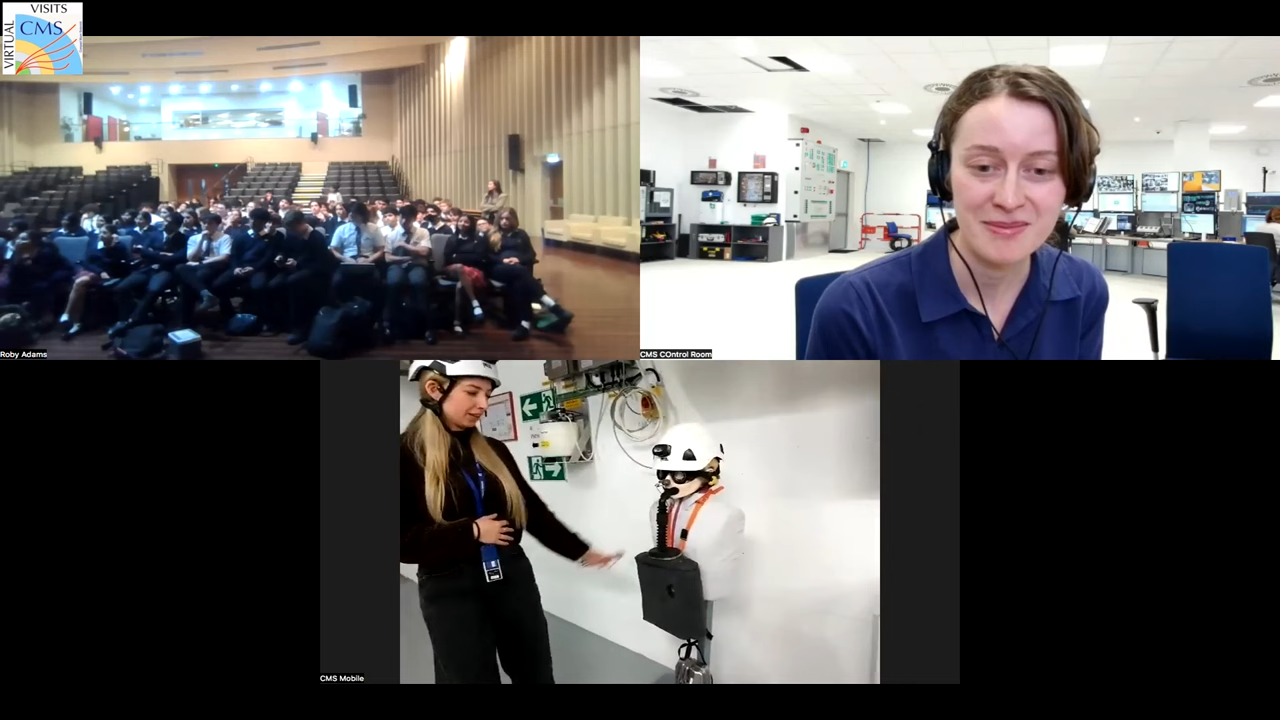 VISITS
VIRTUAL
CMS
Roby Adams
CMS COntrol Room
CMS Mobile